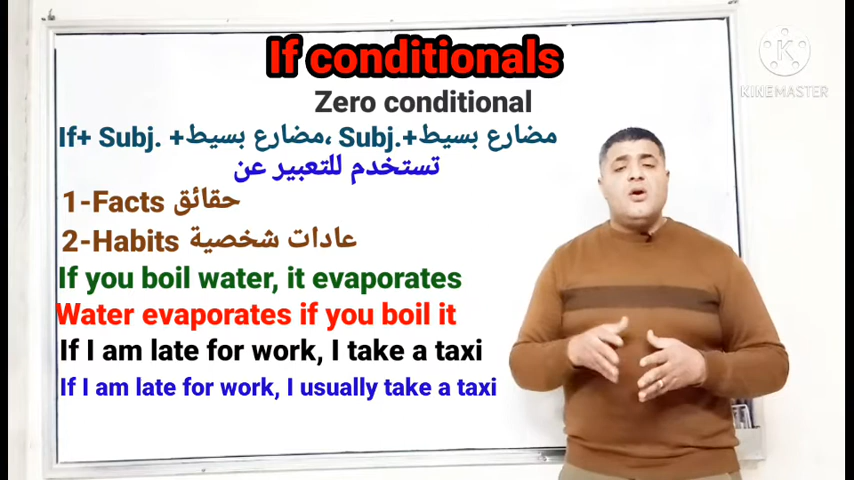 If conditionals
Zero conditional
If+ Subj. +مضارع بسيط، Subj.+مضارع بسيط
تستخدم للتعبير عن
1-Facts حقائق
2-Habits عادات شخصية
If you boil water, it evaporates
Water evaporates if you boil it
If I am late for work, I take a taxi
If I am late for work, I usually take a taxi
K
KINEMASTER